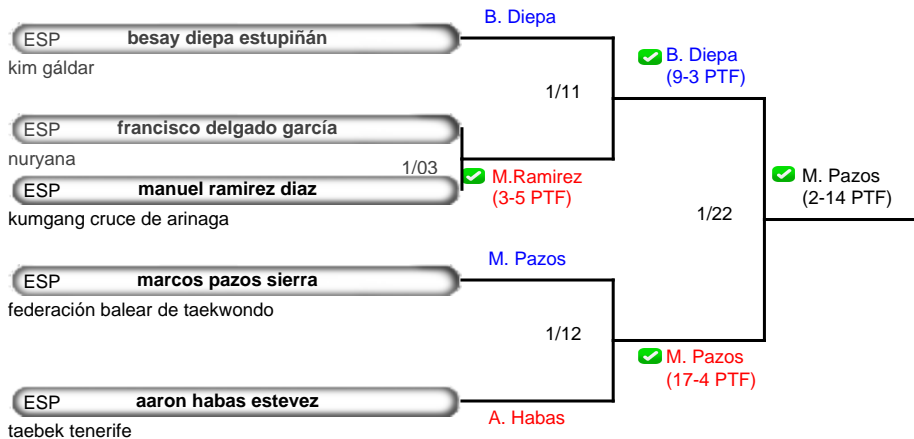 B. Diepa
ESP besay diepa estupiñán
kim gáldar
B. Diepa
(9-3 PTF)
1/11
ESP francisco delgado garcía
nuryana
1/03
ESP manuel ramirez diaz
kumgang cruce de arinaga
M.Ramirez
(3-5 PTF)
M. Pazos
(2-14 PTF)
1/22
M. Pazos
ESP marcos pazos sierra
federación balear de taekwondo
1/12
M. Pazos
(17-4 PTF)
ESP aaron habas estevez
taebek tenerife
A. Habas